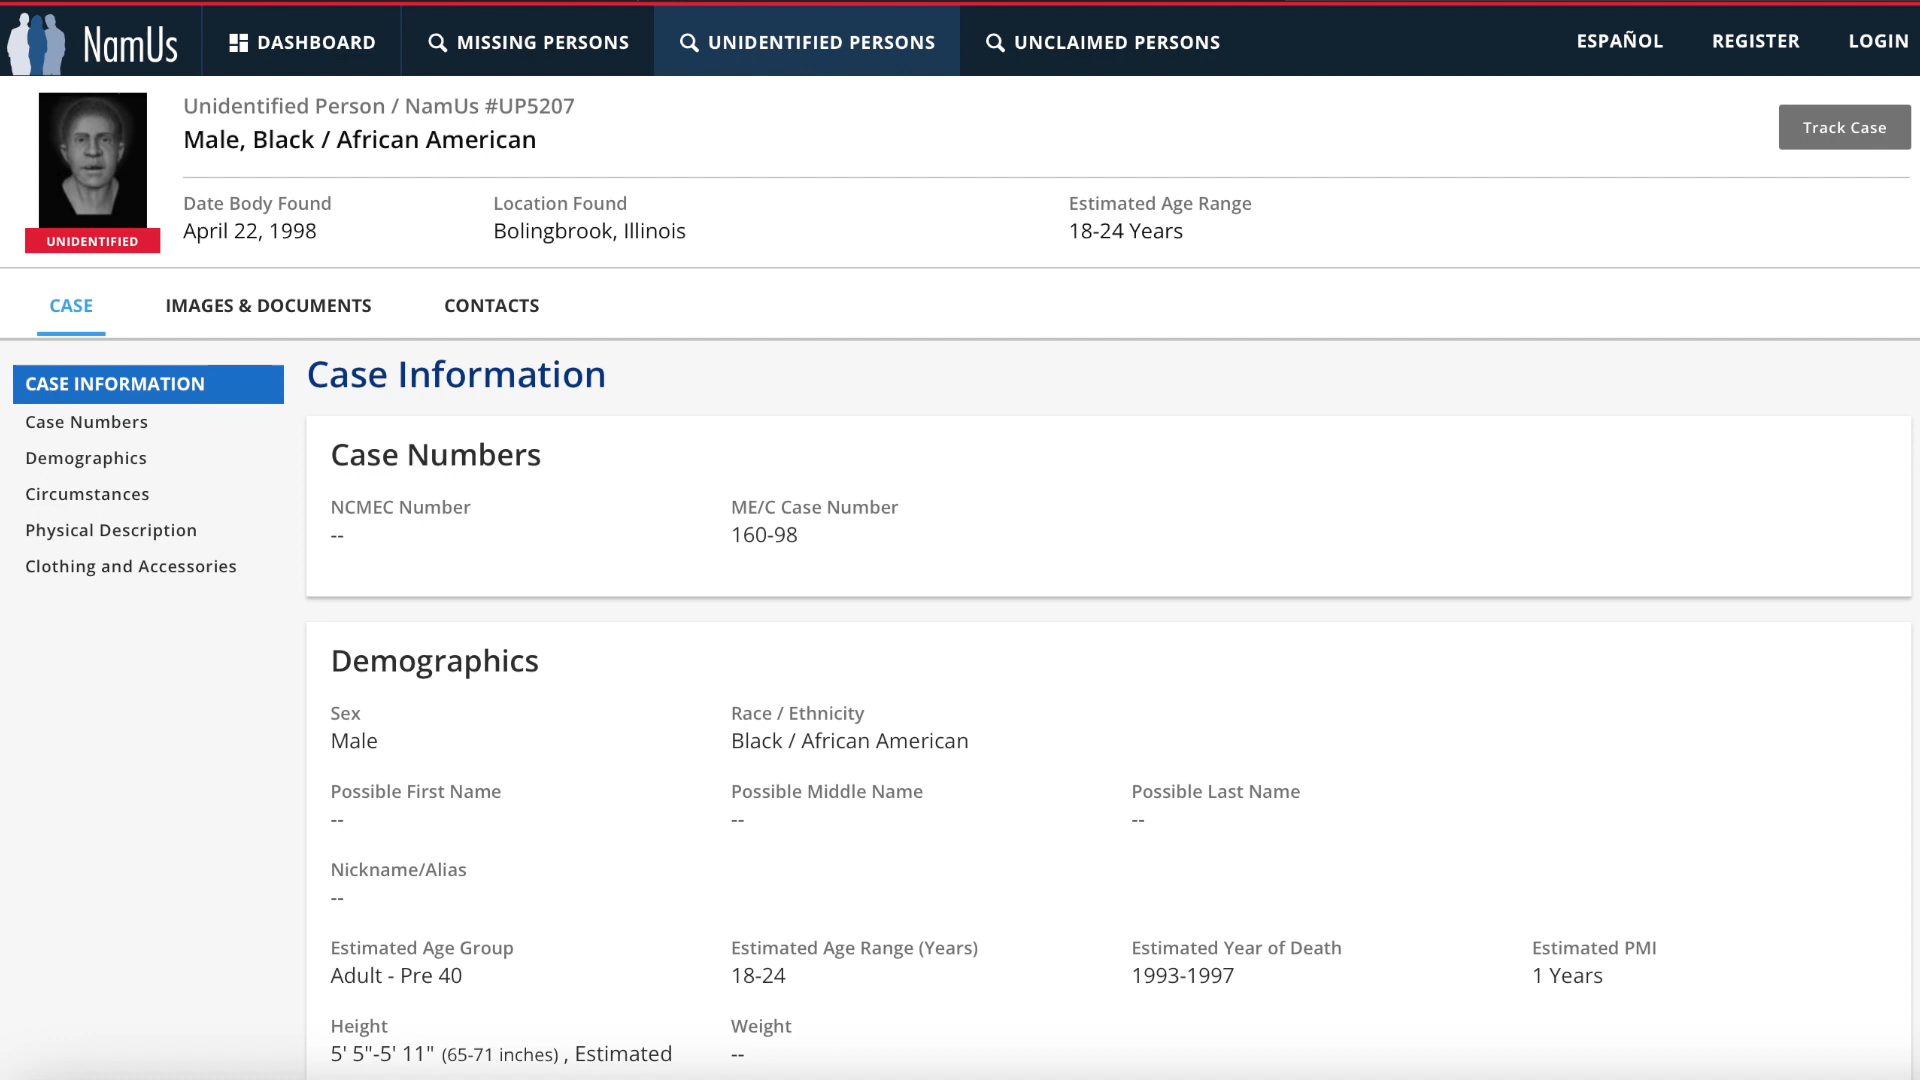 NamUs
DASHBOARD
MISSING PERSONS
UNIDENTIFIED PERSONS
UNCLAIMED PERSONS
ESPAÑOL
REGISTER
LOGIN
Unidentified Person / NamUs #UP5207
Male, Black / African American
Track Case
UNIDENTIFIED
Date Body Found
April 22, 1998
Location Found
Bolingbrook, Illinois
Estimated Age Range
18-24 Years
CASE
IMAGES & DOCUMENTS
CONTACTS
CASE INFORMATION
Case Numbers
Demographics
Circumstances
Physical Description
Clothing and Accessories
Case Information
Case Numbers
NCMEC Number
--
ME/C Case Number
160-98
Demographics
Sex
Male
Race / Ethnicity
Black / African American
Possible First Name
--
Possible Middle Name
--
Possible Last Name
--
Nickname/Alias
--
Estimated Age Group
Adult - Pre 40
Estimated Age Range (Years)
18-24
Estimated Year of Death
1993-1997
Estimated PMI
1 Years
Height
5' 5"-5' 11" (65-71 inches) , Estimated
Weight
--